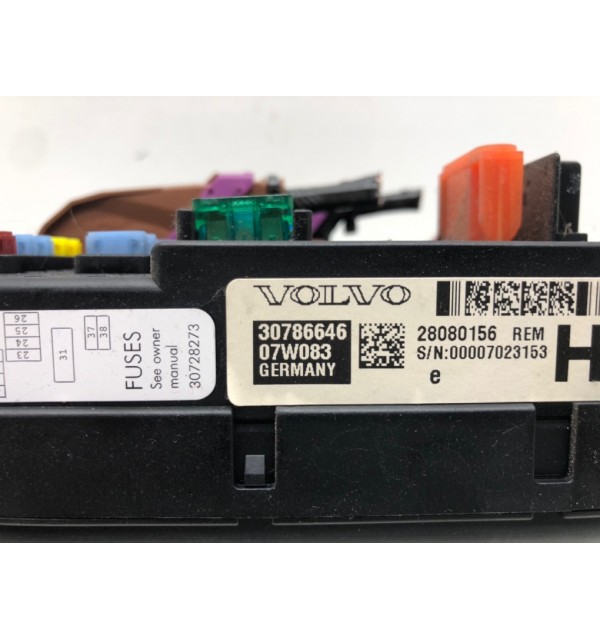 26
25
24
23
31
37
38
FUSES
See owner
manual
30728273
VOLVO
30786646
07W083
GERMANY
28080156 REM
S/N:00007023153
e
H